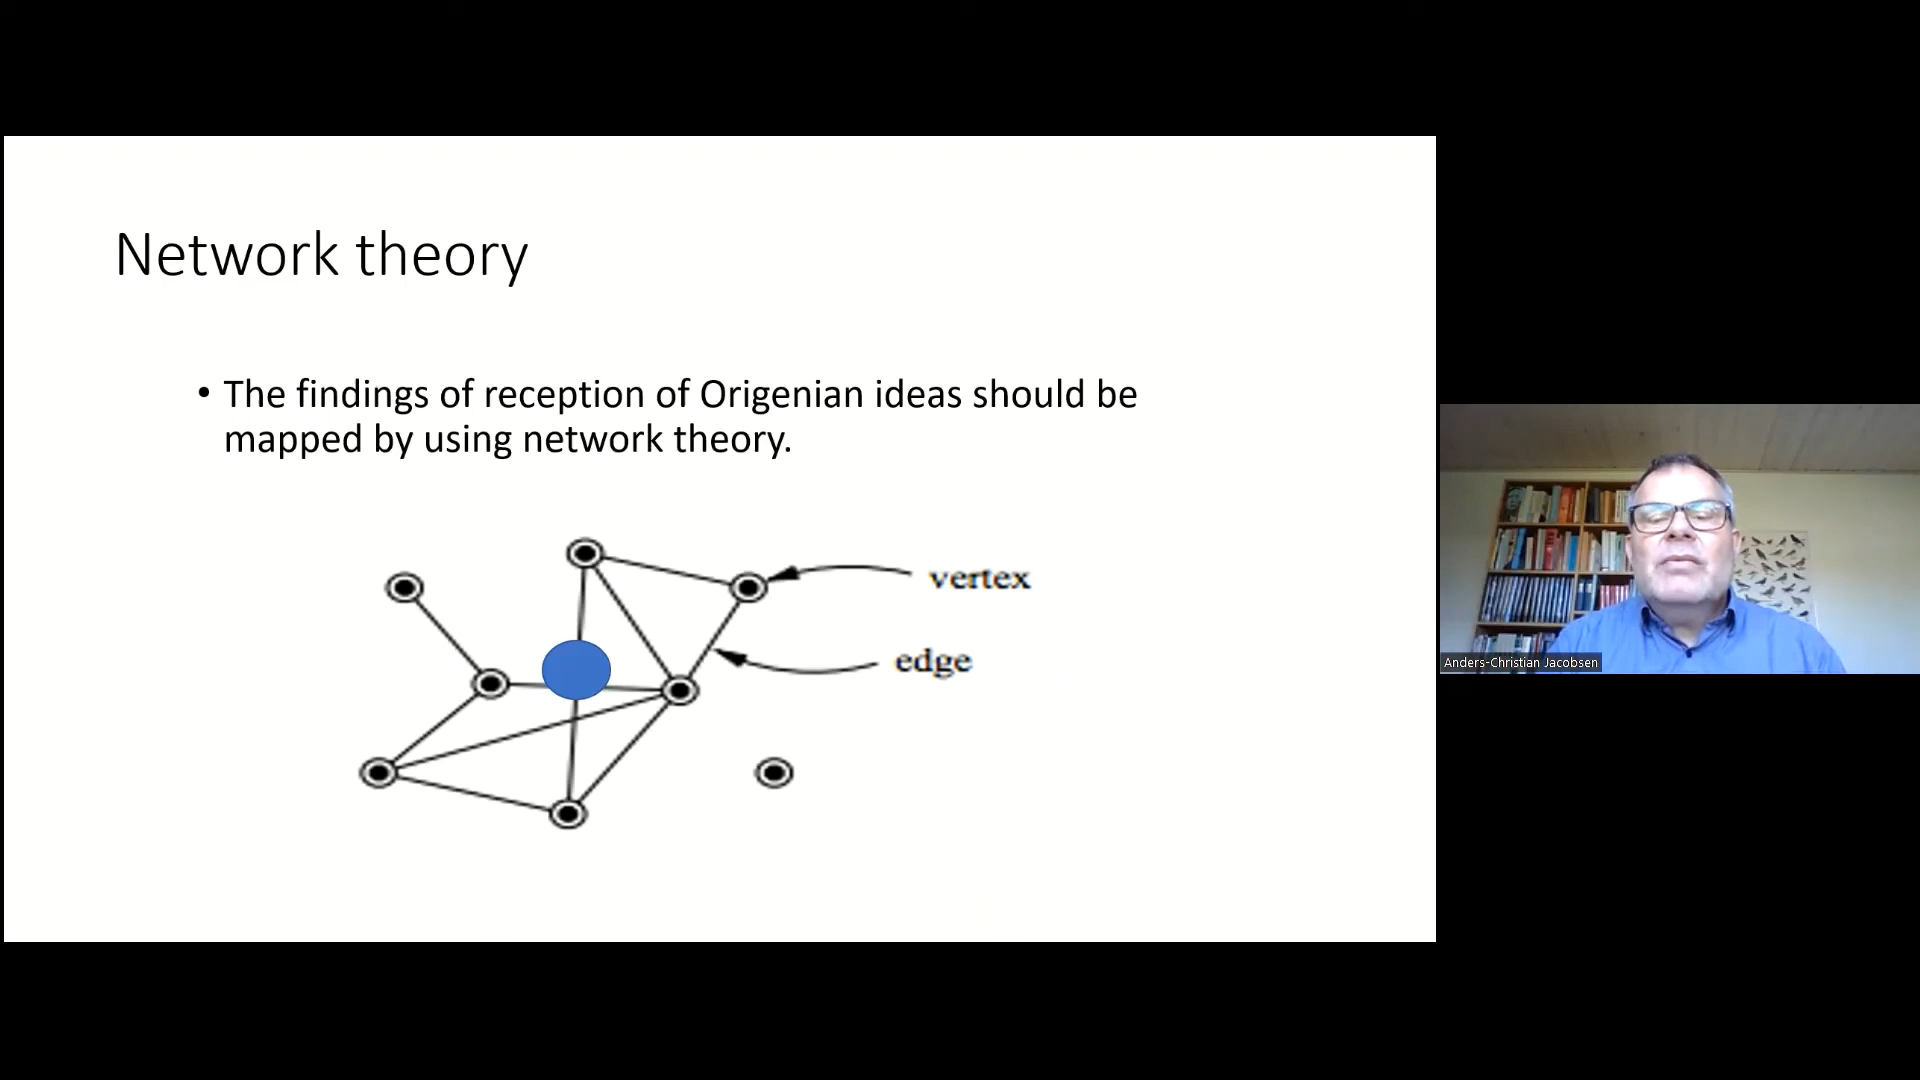 Network theory
• The findings of reception of Origenian ideas should be
mapped by using network theory.
vertex
edge
Anders-Christian Jacobsen